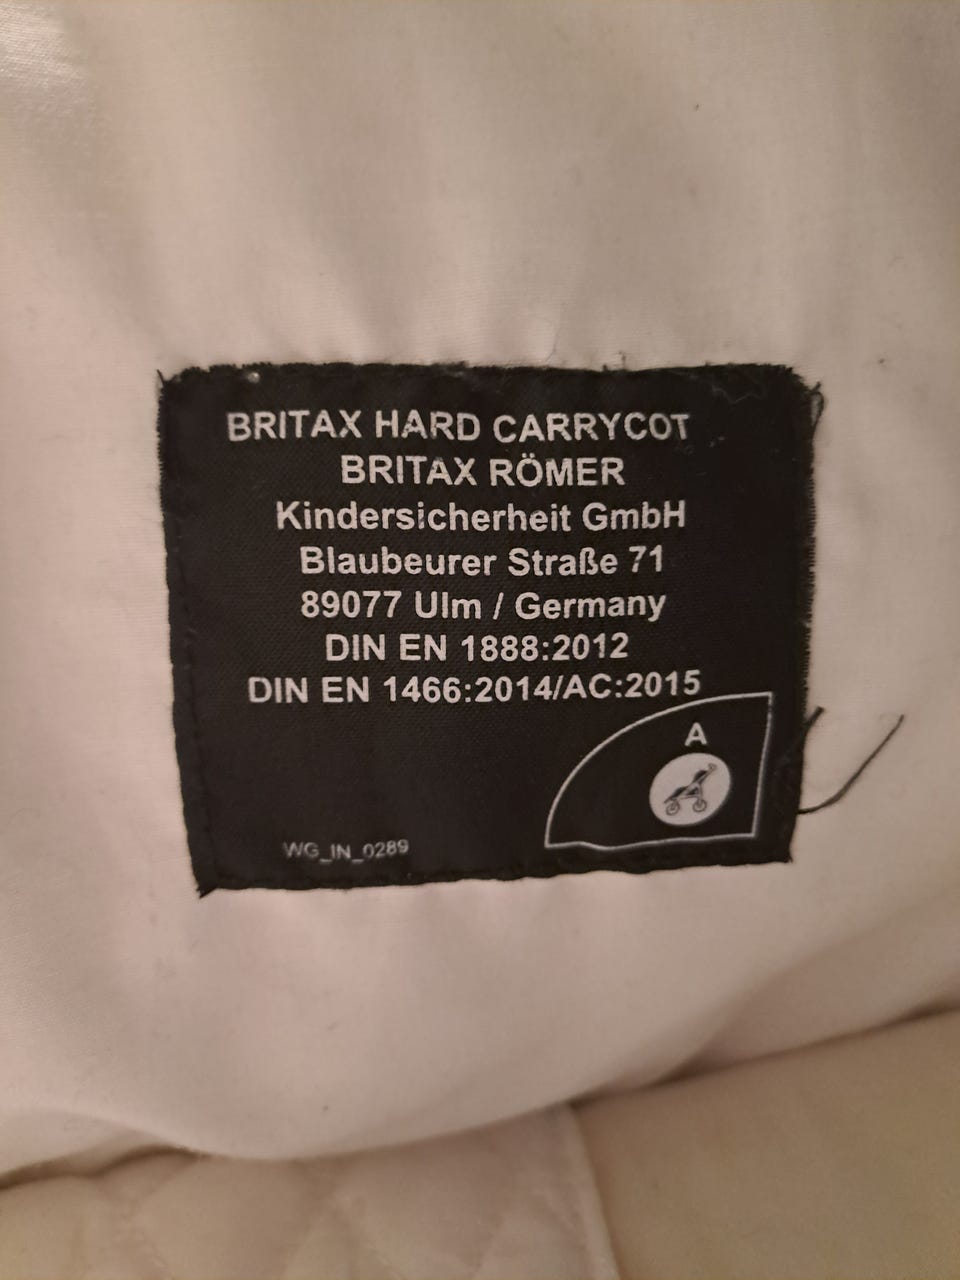 BRITAX HARD CARRYCOT
BRITAX RÖMER
Kindersicherheit GmbH
Blaubeurer Straße 71
89077 Ulm / Germany
DIN EN 1888:2012
DIN EN 1466:2014/AC:2015
A
WG_IN_0289